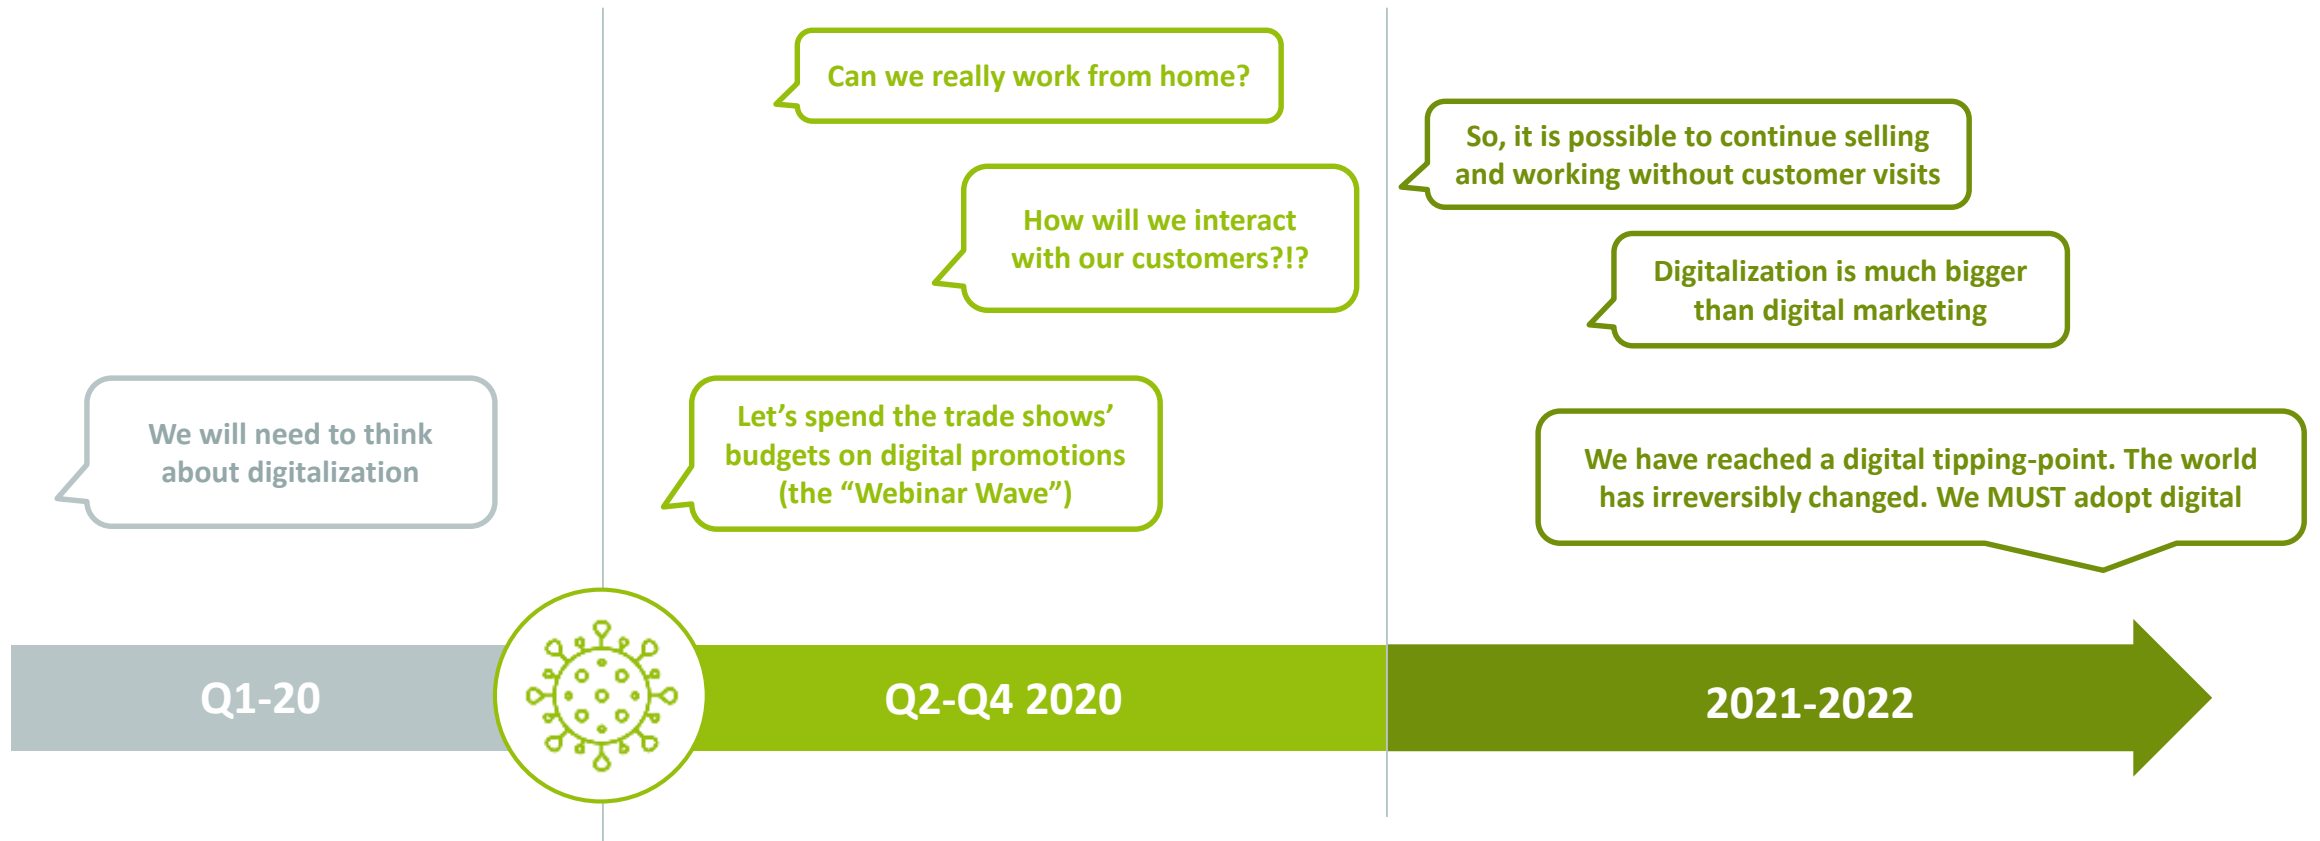 Can we really work from home?
How will we interact
with our customers?!?
So, it is possible to continue selling
and working without customer visits
Digitalization is much bigger
than digital marketing
We will need to think
about digitalization
Let’s spend the trade shows’
budgets on digital promotions
(the “Webinar Wave”)
We have reached a digital tipping-point. The world
has irreversibly changed. We MUST adopt digital
Q1-20
Q2-Q4 2020
2021-2022